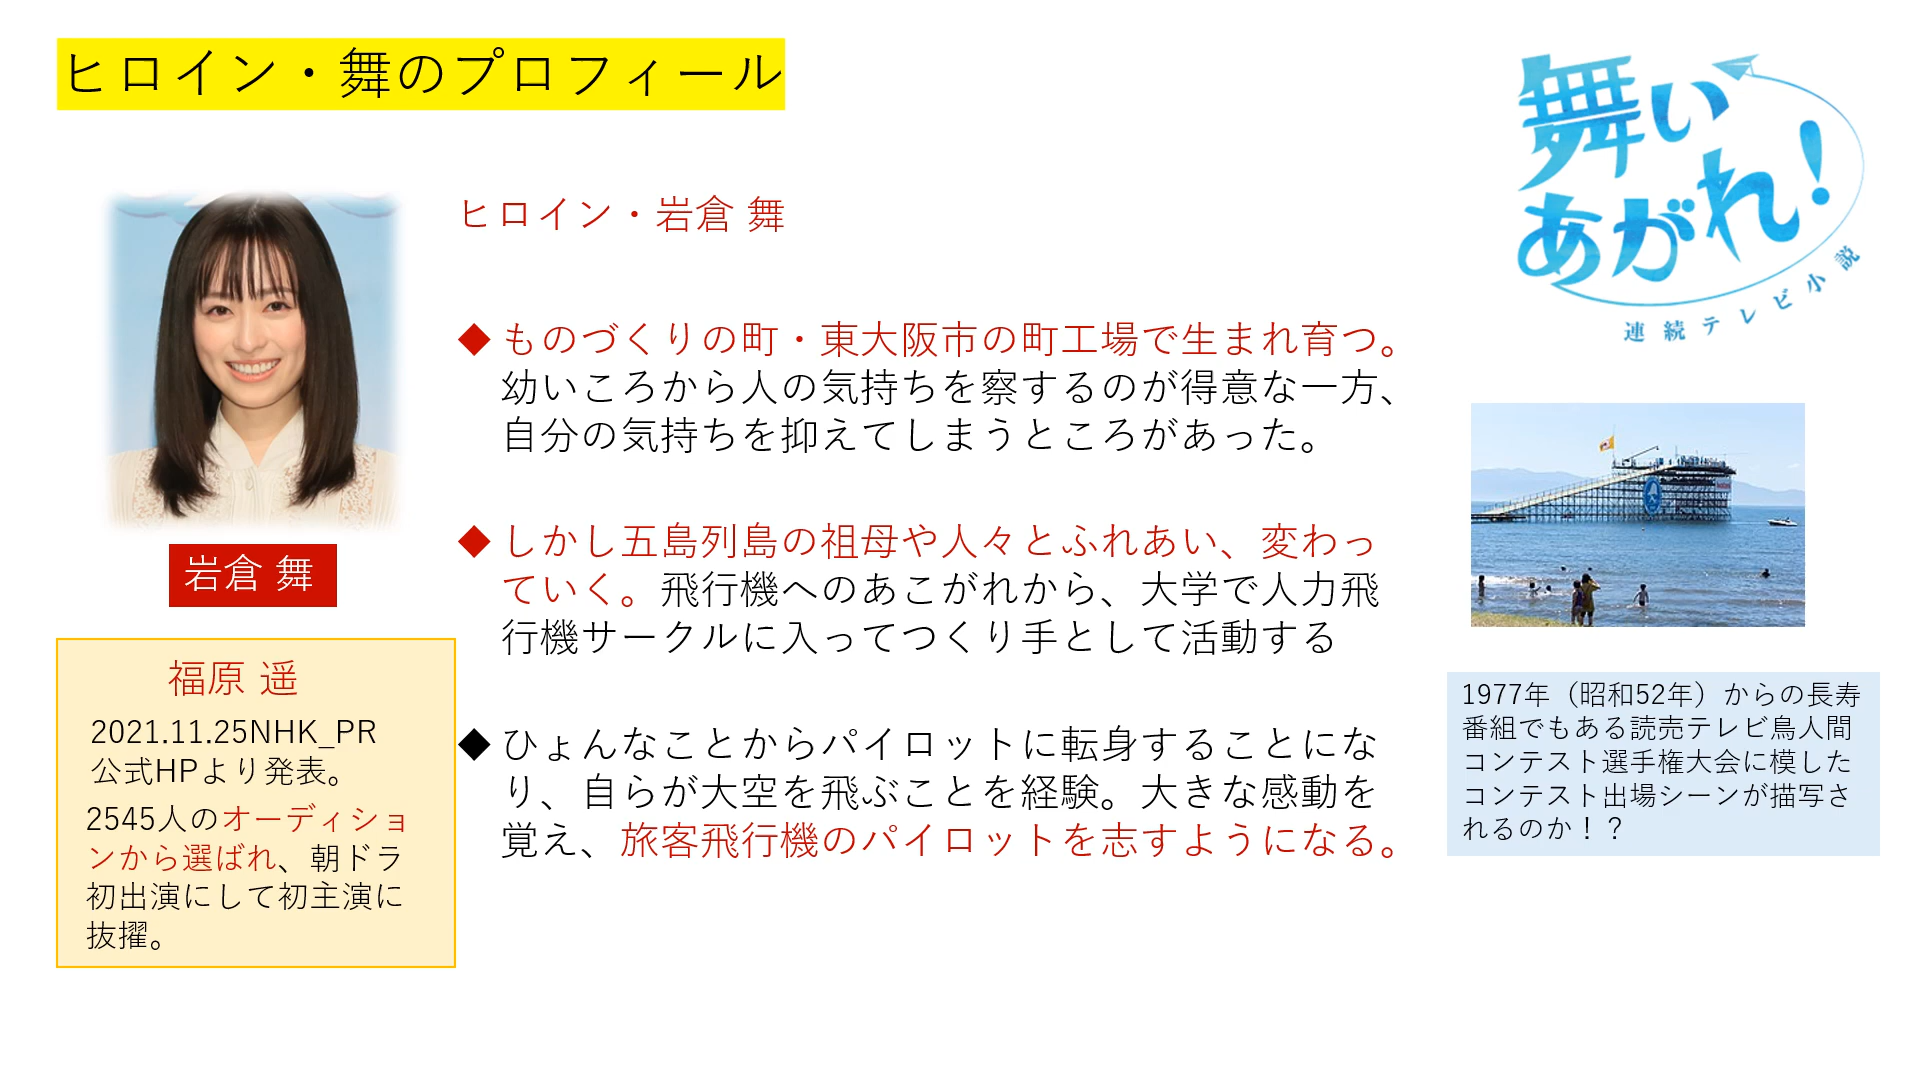 ヒロイン・舞のプロフィール
舞い
あがれ！
連続テレビ小説
ヒロイン・岩倉 舞
◆ものづくりの町・東大阪市の町工場で生まれ育つ。
幼いころから人の気持ちを察するのが得意な一方、
自分の気持ちを抑えてしまうところがあった。
◆しかし五島列島の祖母や人々とふれあい、変わっ
ていく。飛行機へのあこがれから、大学で人力飛
行機サークルに入ってつくり手として活動する
◆ひょんなことからパイロットに転身することにな
り、自らが大空を飛ぶことを経験。大きな感動を
覚え、旅客飛行機のパイロットを志すようになる。
岩倉 舞
福原 遥
2021.11.25NHK_PR
公式HPより発表。
2545人のオーディショ
ンから選ばれ、朝ドラ
初出演にして初主演に
抜擢。
1977年（昭和52年）からの長寿
番組でもある読売テレビ鳥人間
コンテスト選手権大会に模した
コンテスト出場シーンが描写さ
れるのか！？